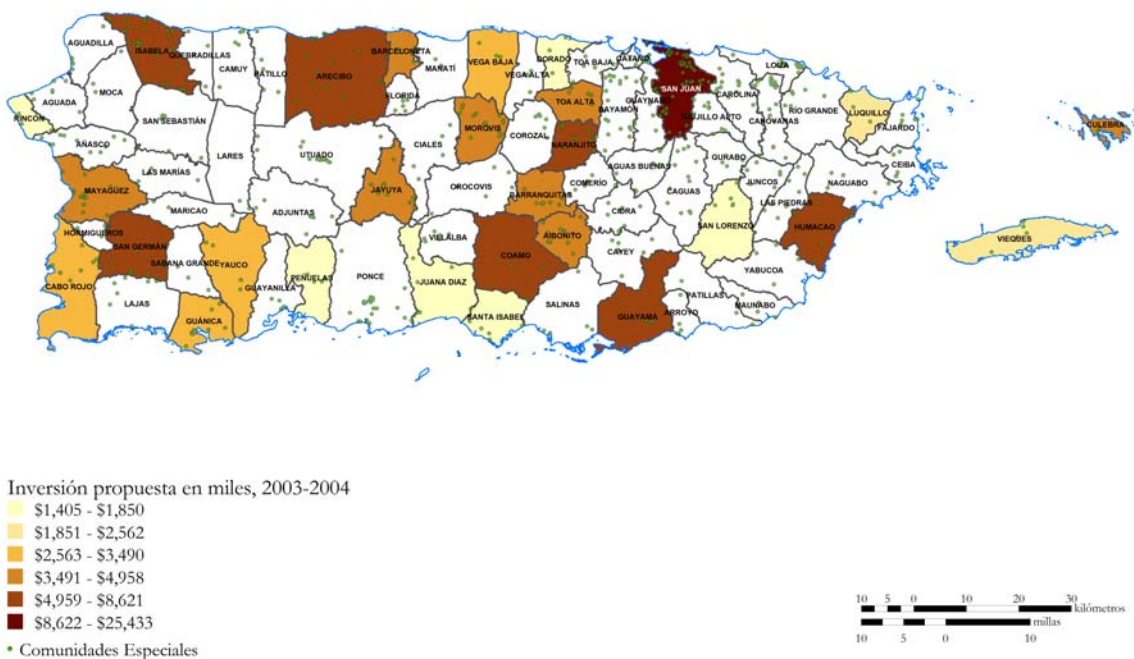 AGUADILLA
ISABELA
QUEBRADILLAS
CAMUY
HATILLO
ARECIBO
BARCELONETA
MANATÍ
FLORIDA
VEGA BAJA
VEGA ALTA
DORADO
TOA BAJA
CATAÑO
SAN JUAN
LOIZA
MOCA
AGUADA
RINCÓN
SAN SEBASTIÁN
AÑASCO
LARES
UTUADO
CIALES
MOROVIS
COROZAL
TOA ALTA
NARANJITO
BAYAMÓN
GUAYNABO
TRUJILLO ALTO
CAROLINA
CANÓVANAS
RIO GRANDE
LUQUILLO
FAJARDO
CULEBRA
CEIBA
LAS MARÍAS
MAYAGÜEZ
MARICAO
ADJUNTAS
JAYUYA
OROCOVIS
BARRANQUITAS
COMERÍO
AGUAS BUENAS
CAGUAS
GURABO
JUNCOS
NAGUABO
LAS PIEDRAS
HORMIGUEROS
SAN GERMÁN
SABANA GRANDE
YAUCO
GUAYANILLA
PEÑUELAS
PONCE
VILLALBA
JUANA DIAZ
COAMO
AIBONITO
CIDRA
CAYEY
SAN LORENZO
HUMACAO
YABUCOA
VIEQUES
CABO ROJO
LAJAS
GUÁNICA
SANTA ISABEL
SALINAS
GUAYAMA
ARROYO
PATILLAS
MAUNABO
Inversión propuesta en miles, 2003-2004
$1,405 - $1,850
$1,851 - $2,562
$2,563 - $3,490
$3,491 - $4,958
$4,959 - $8,621
$8,622 - $25,433
Comunidades Especiales
10 5 0 10 20 30
kilómetros
millas
10 5 0 10